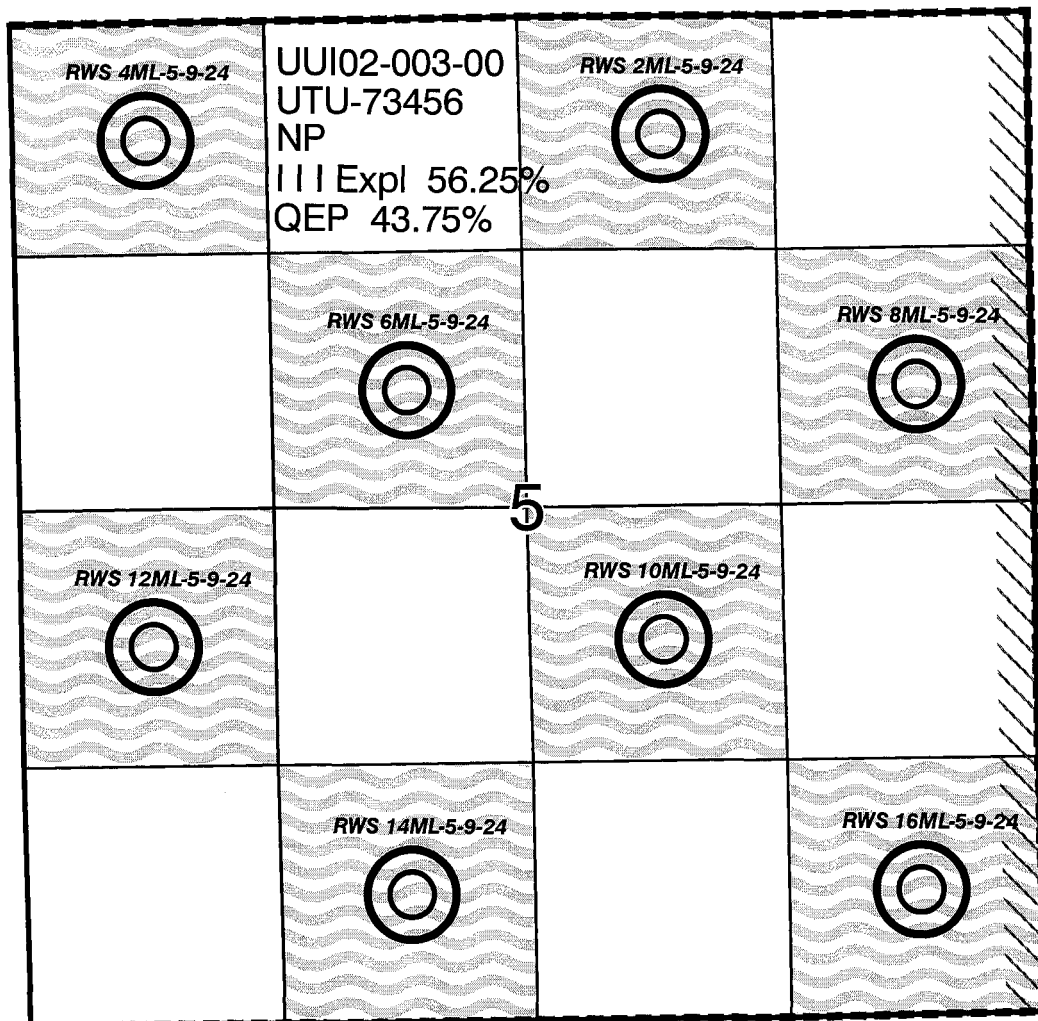 RWS 4ML-5-9-24
UUI02-003-00
UTU-73456
NP
III Expl 56.25%
QEP 43.75%
RWS 2ML-5-9-24
RWS 6ML-5-9-24
RWS 8ML-5-9-24
5
RWS 12ML-5-9-24
RWS 10ML-5-9-24
RWS 14ML-5-9-24
RWS 16ML-5-9-24